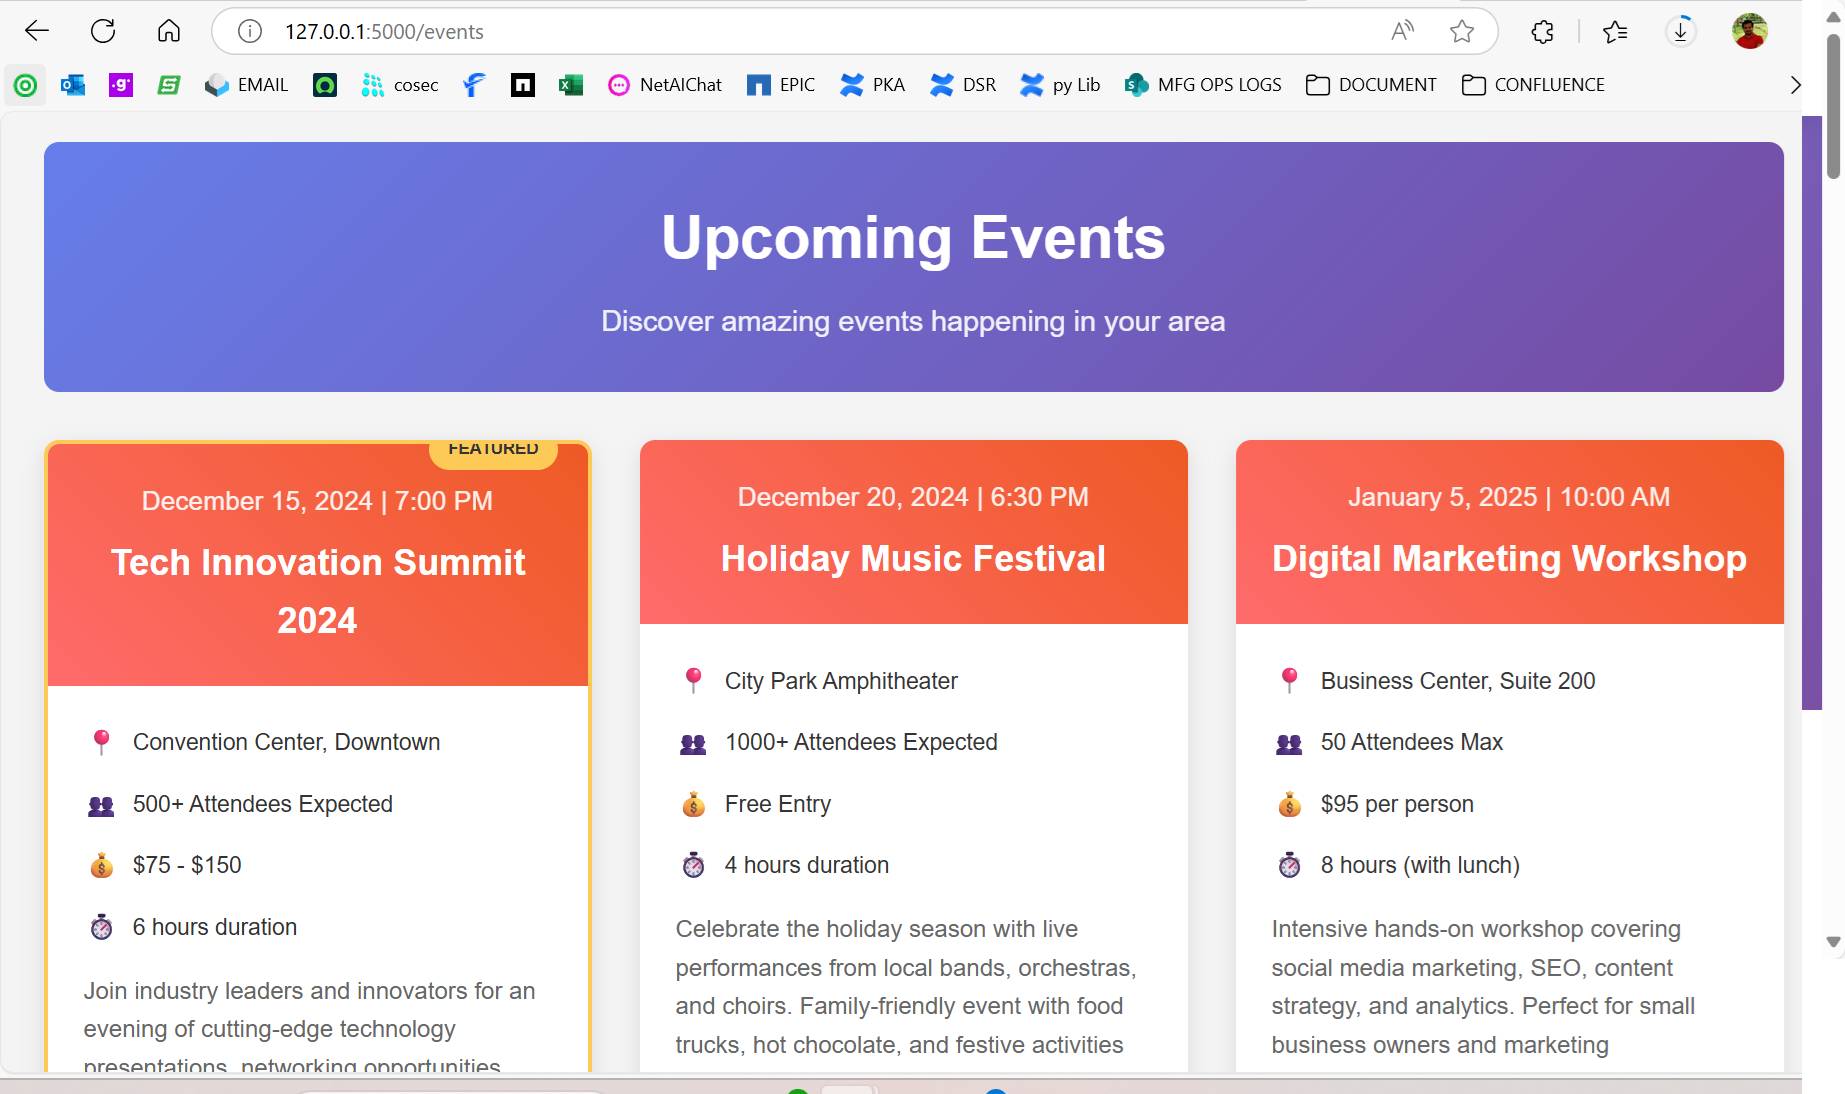 127.0.0.1:5000/events
EMAIL
cosec
NetAIChat
EPIC
PKA
DSR
py Lib
MFG OPS LOGS
DOCUMENT
CONFLUENCE
Upcoming Events
Discover amazing events happening in your area
FEATURED
December 15, 2024 | 7:00 PM
Tech Innovation Summit
2024
Convention Center, Downtown
500+ Attendees Expected
$75 - $150
6 hours duration
Join industry leaders and innovators for an
evening of cutting-edge technology
presentations, networking opportunities,
December 20, 2024 | 6:30 PM
Holiday Music Festival
City Park Amphitheater
1000+ Attendees Expected
Free Entry
4 hours duration
Celebrate the holiday season with live
performances from local bands, orchestras,
and choirs. Family-friendly event with food
trucks, hot chocolate, and festive activities
January 5, 2025 | 10:00 AM
Digital Marketing Workshop
Business Center, Suite 200
50 Attendees Max
$95 per person
8 hours (with lunch)
Intensive hands-on workshop covering
social media marketing, SEO, content
strategy, and analytics. Perfect for small
business owners and marketing